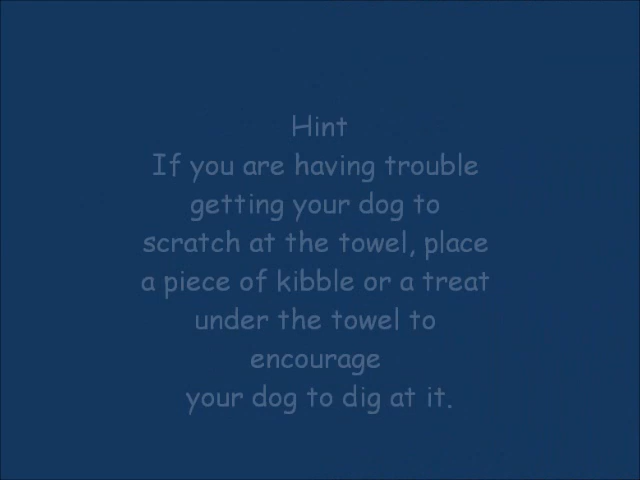 Hint
If you are having trouble
getting your dog to
scratch at the towel, place
a piece of kibble or a treat
under the towel to
encourage
your dog to dig at it.